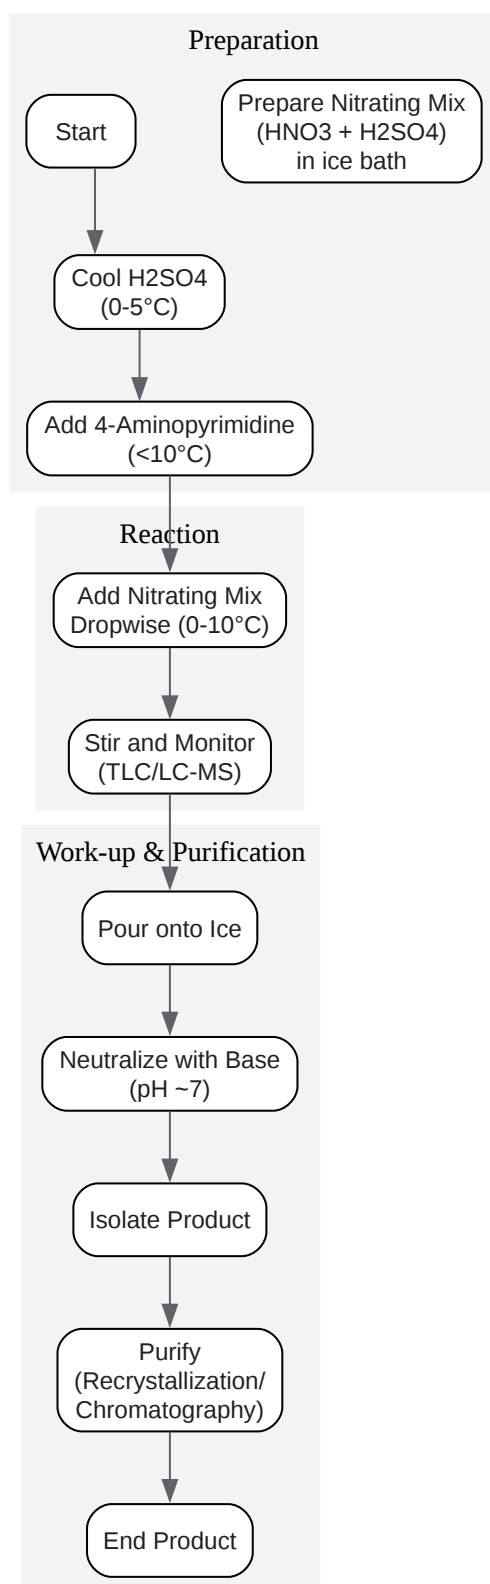 Preparation
Start
Prepare Nitrating Mix
(HNO3 + H2SO4)
in ice bath
Cool H2SO4
(0-5°C)
Add 4-Aminopyrimidine
(<10°C)
Reaction
Add Nitrating Mix
Dropwise (0-10°C)
Stir and Monitor
(TLC/LC-MS)
Work-up & Purification
Pour onto Ice
Neutralize with Base
(pH ~7)
Isolate Product
Purify
(Recrystallization/
Chromatography)
End Product